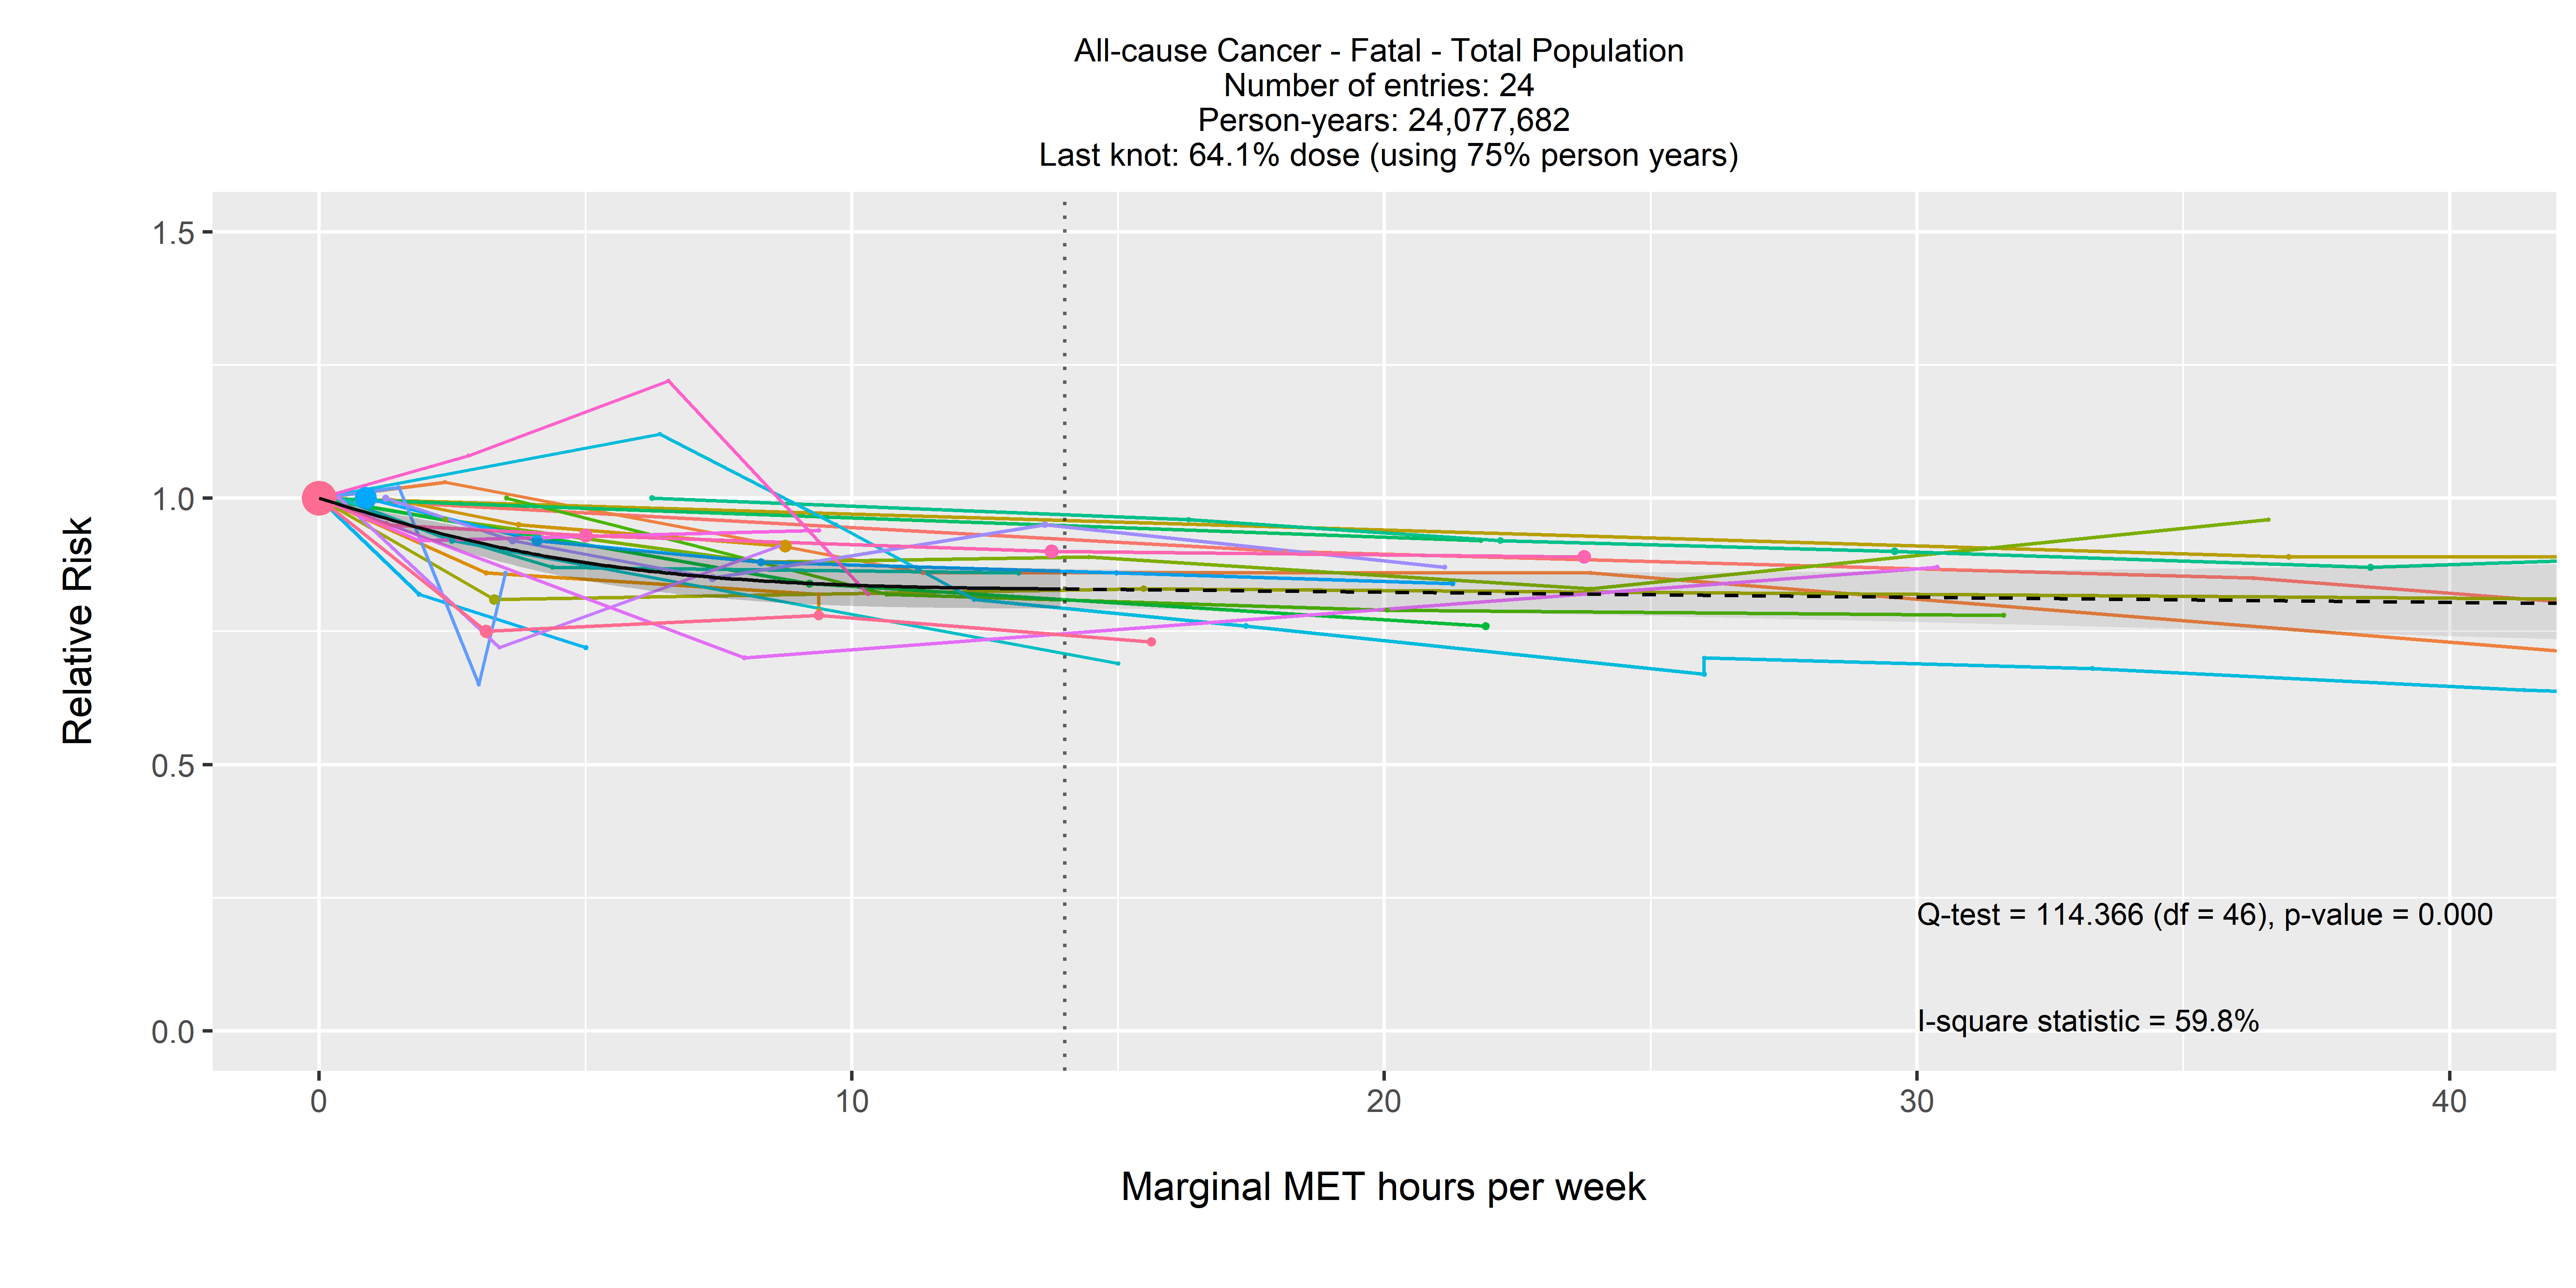 All-cause Cancer - Fatal - Total Population
Number of entries: 24
Person-years: 24,077,682
Last knot: 64.1% dose (using 75% person years)
1.5
1.0
0.5
0.0
Relative Risk
Q-test = 114.366 (df = 46), p-value = 0.000
I-square statistic = 59.8%
0 10 20 30 40
Marginal MET hours per week